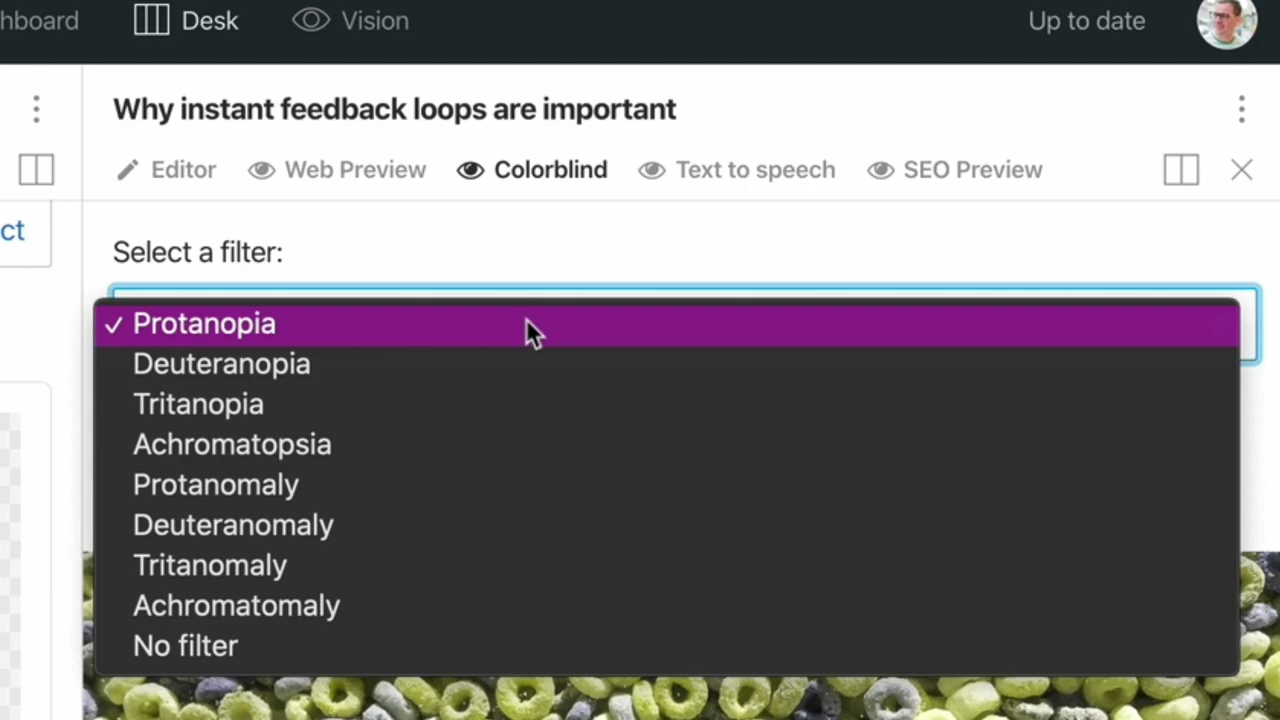 hboard Desk Vision Up to date
Why instant feedback loops are important
Editor Web Preview Colorblind Text to speech SEO Preview
ct
Select a filter:
✓ Protanopia
Deuteranopia
Tritanopia
Achromatopsia
Protanomaly
Deuteranomaly
Tritanomaly
Achromatomaly
No filter